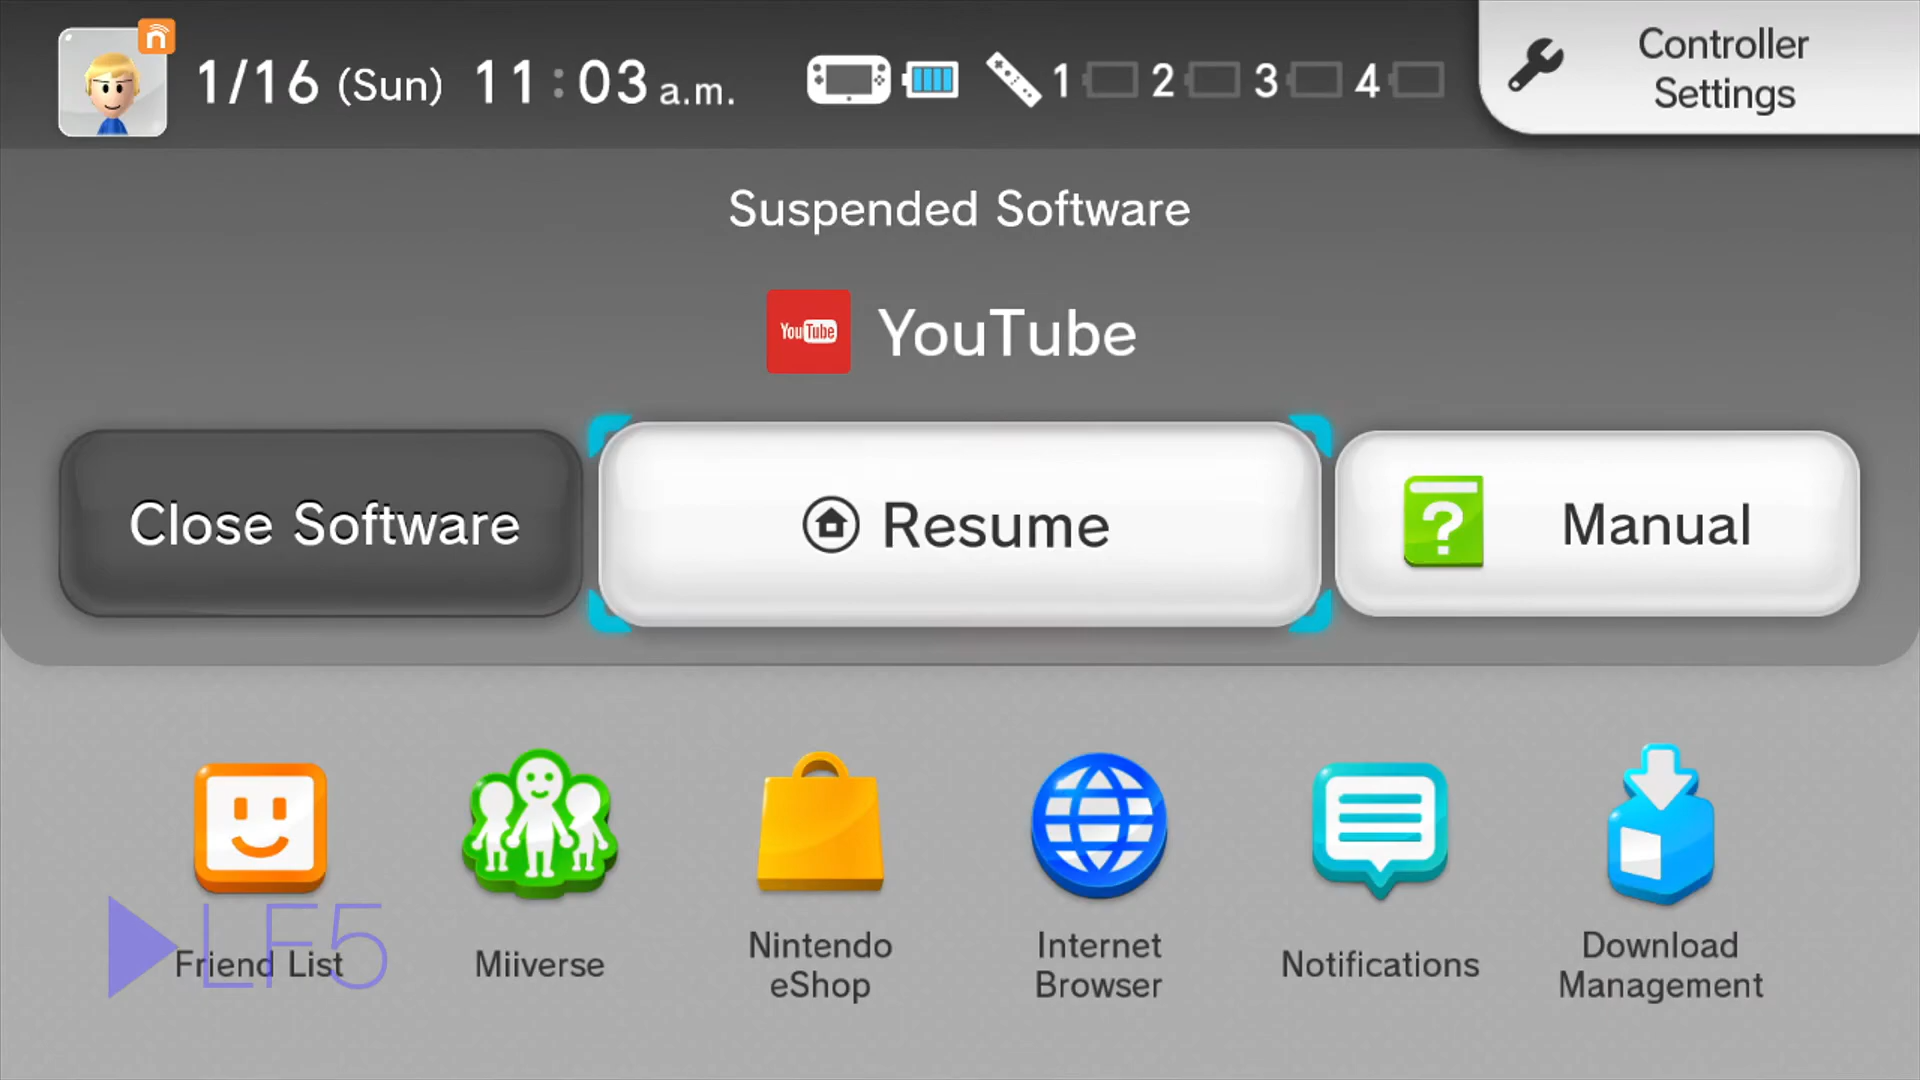 1/16 (Sun) 11:03 a.m.
1 2 3 4
Controller
Settings
Suspended Software
YouTube YouTube
Close Software
Resume
? Manual
Friend List
LF5
Miiverse
Nintendo
eShop
Internet
Browser
Notifications
Download
Management